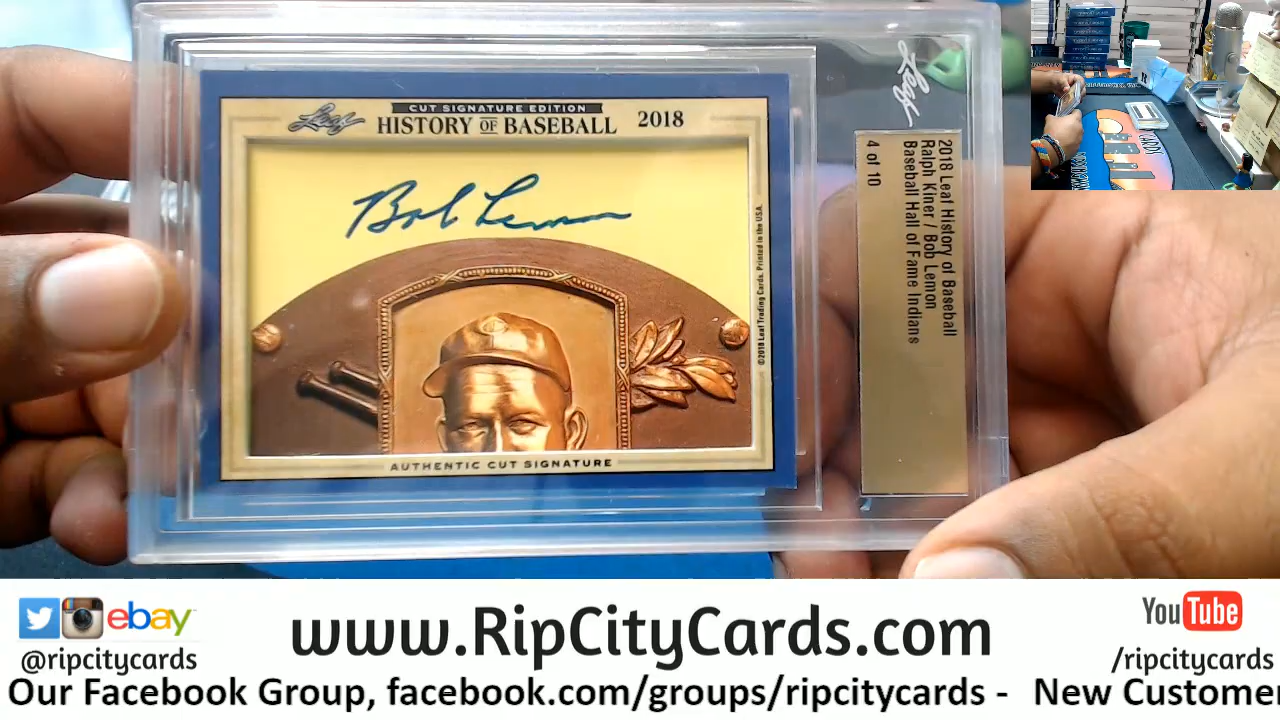 Leaf
CUT SIGNATURE EDITION
HISTORY OF BASEBALL
2018
Bob Lemon
AUTHENTIC CUT SIGNATURE
©2018 Leaf Trading Cards. Printed in the USA.
Leaf
2018 Leaf History of Baseball
Ralph Kiner / Bob Lemon
Baseball Hall of Fame Indians
4 of 10
ebay
@ripcitycards
www.RipCityCards.com
YouTube
/ripcitycards
Our Facebook Group, facebook.com/groups/ripcitycards - New Customer